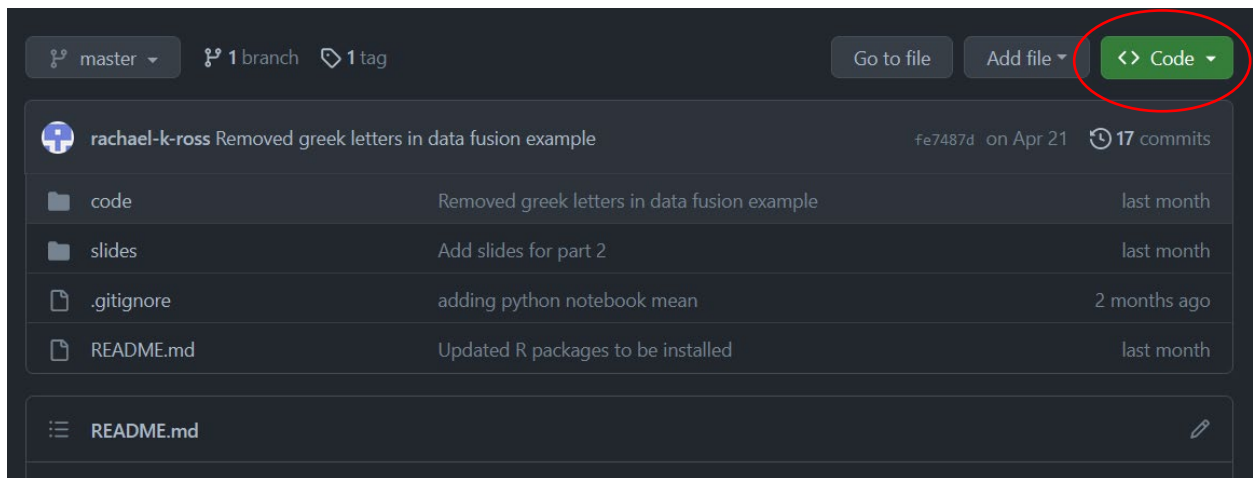 master 1 branch 1 tag Go to file Add file <> Code
rachael-k-ross Removed greek letters in data fusion example fe7487d on Apr 21 17 commits
code Removed greek letters in data fusion example last month
slides Add slides for part 2 last month
.gitignore adding python notebook mean 2 months ago
README.md Updated R packages to be installed last month
README.md